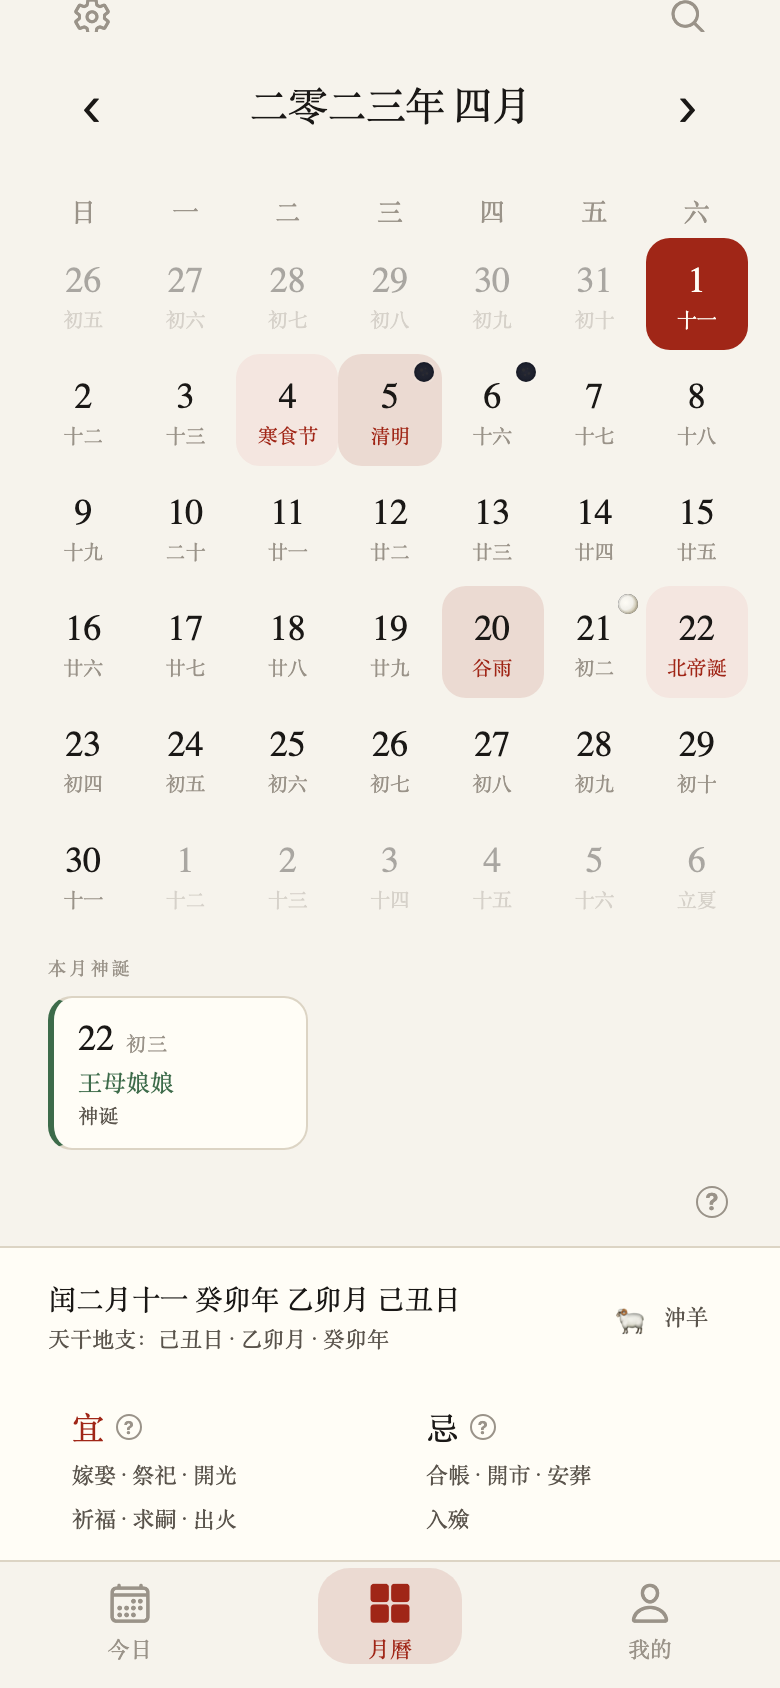 ‹ 二零二三年 四月 ›
日 一 二 三 四 五 六
26 27 28 29 30 31 1
初五 初六 初七 初八 初九 初十 十一
2 3 4 5 6 7 8
十二 十三 寒食节 清明 十六 十七 十八
9 10 11 12 13 14 15
十九 二十 廿一 廿二 廿三 廿四 廿五
16 17 18 19 20 21 22
廿六 廿七 廿八 廿九 谷雨 初二 北帝誕
23 24 25 26 27 28 29
初四 初五 初六 初七 初八 初九 初十
30 1 2 3 4 5 6
十一 十二 十三 十四 十五 十六 立夏
本月神誕
22 初三
王母娘娘
神诞
?
闰二月十一 癸卯年 乙卯月 己丑日
天干地支：己丑日 · 乙卯月 · 癸卯年
沖羊
宜 ? 忌 ?
嫁娶 · 祭祀 · 開光 合帳 · 開市 · 安葬
祈福 · 求嗣 · 出火 入殮
今日 月曆 我的